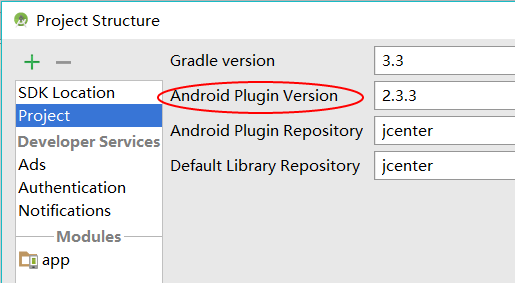 Project Structure
Gradle version 3.3
SDK Location
Android Plugin Version 2.3.3
Project
Android Plugin Repository jcenter
Developer Services
Default Library Repository jcenter
Ads
Authentication
Notifications
Modules
app